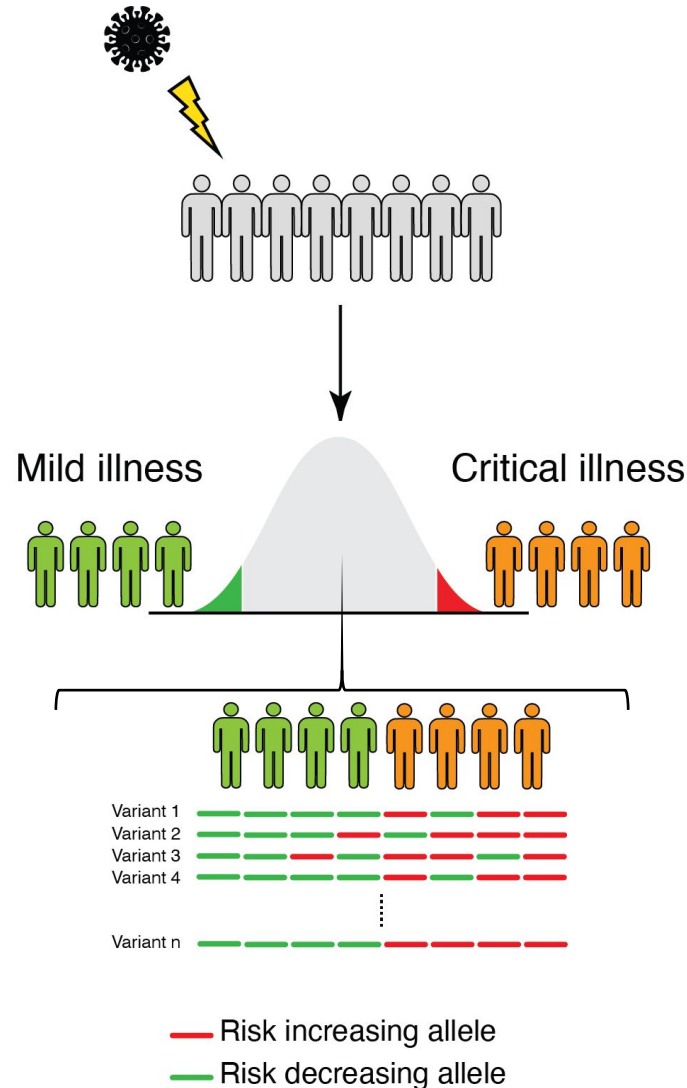 Mild illness
Critical illness
Variant 1
Variant 2
Variant 3
Variant 4
Variant n
Risk increasing allele
Risk decreasing allele